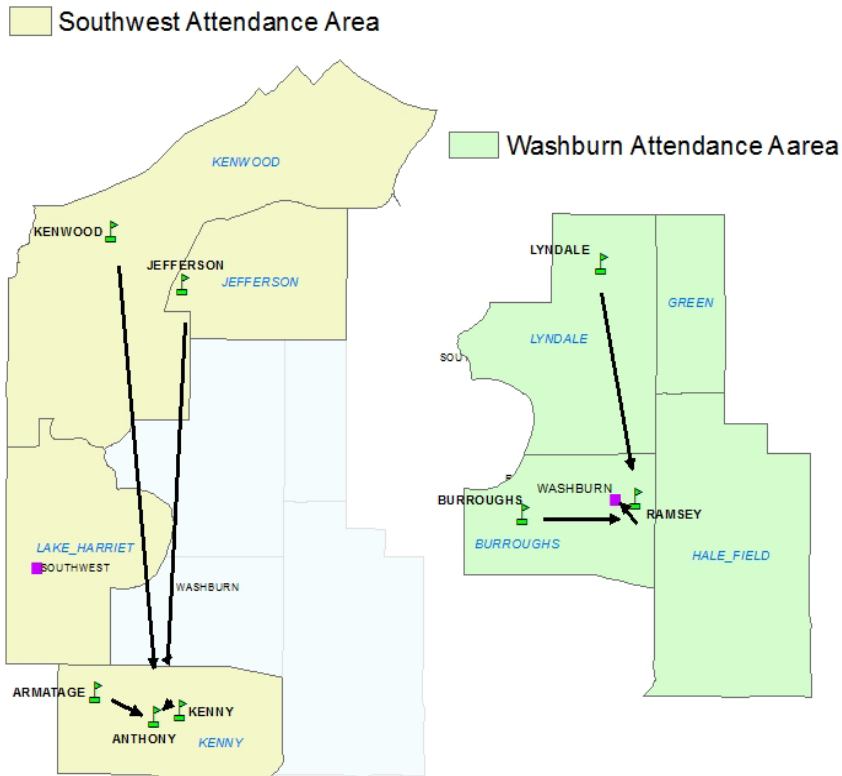 Southwest Attendance Area
KENWOOD
KENWOOD
JEFFERSON
JEFFERSON
LAKE_HARRIET
SOUTHWEST
WASHBURN
ARMATAGE
KENNY
ANTHONY
KENNY
Washburn Attendance Aarea
LYNDALE
GREEN
LYNDALE
SOU
WASHBURN
BURROUGHS
RAMSEY
BURROUGHS
HALE_FIELD